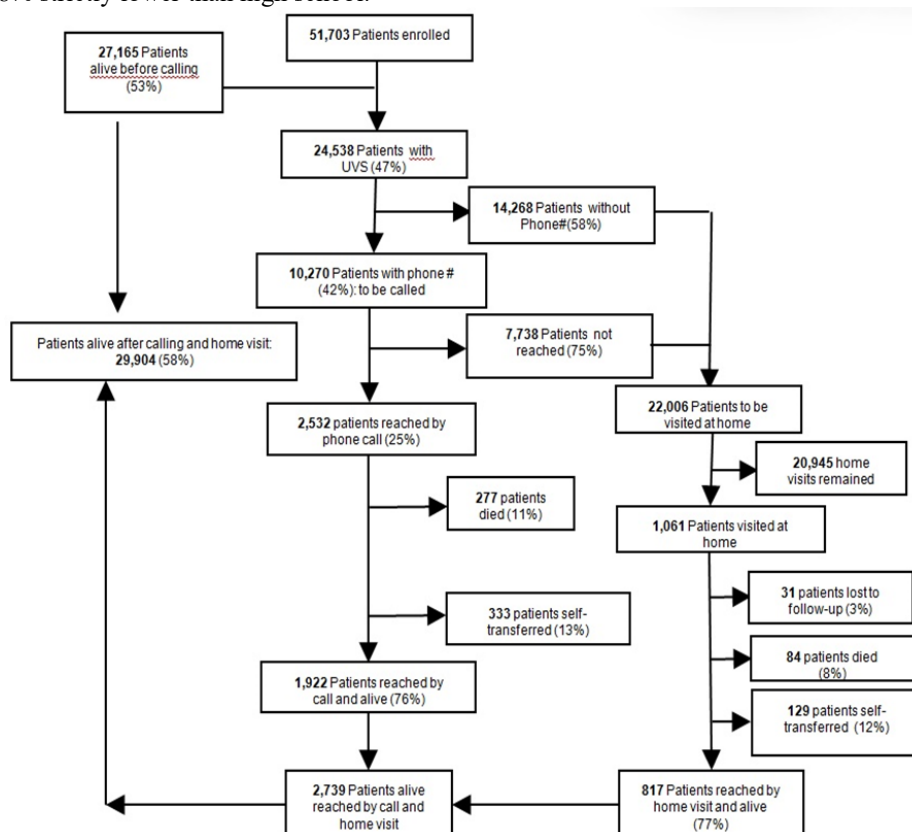 51,703 Patients enrolled
27,165 Patients
alive before calling
(53%)
24,538 Patients with
UVS (47%)
14,268 Patients without
Phone#(58%)
10,270 Patients with phone #
(42%): to be called
7,738 Patients not
reached (75%)
Patients alive after calling and home visit:
29,904 (58%)
22,006 Patients to be
visited at home
2,532 patients reached by
phone call (25%)
20,945 home
visits remained
277 patients
died (11%)
1,061 Patients visited at
home
31 patients lost to
follow-up (3%)
333 patients self-
transferred (13%)
84 patients died
(8%)
1,922 Patients reached by
call and alive (76%)
129 patients self-
transferred (12%)
2,739 Patients alive
reached by call and
home visit
817 Patients reached by
home visit and alive
(77%)